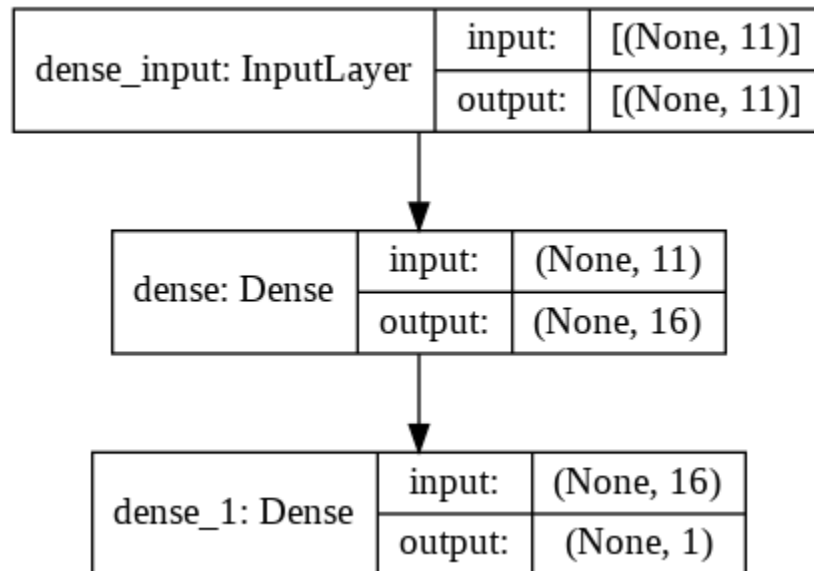 dense_input: InputLayer
input:
[(None, 11)]
output:
[(None, 11)]
dense: Dense
input:
(None, 11)
output:
(None, 16)
dense_1: Dense
input:
(None, 16)
output:
(None, 1)